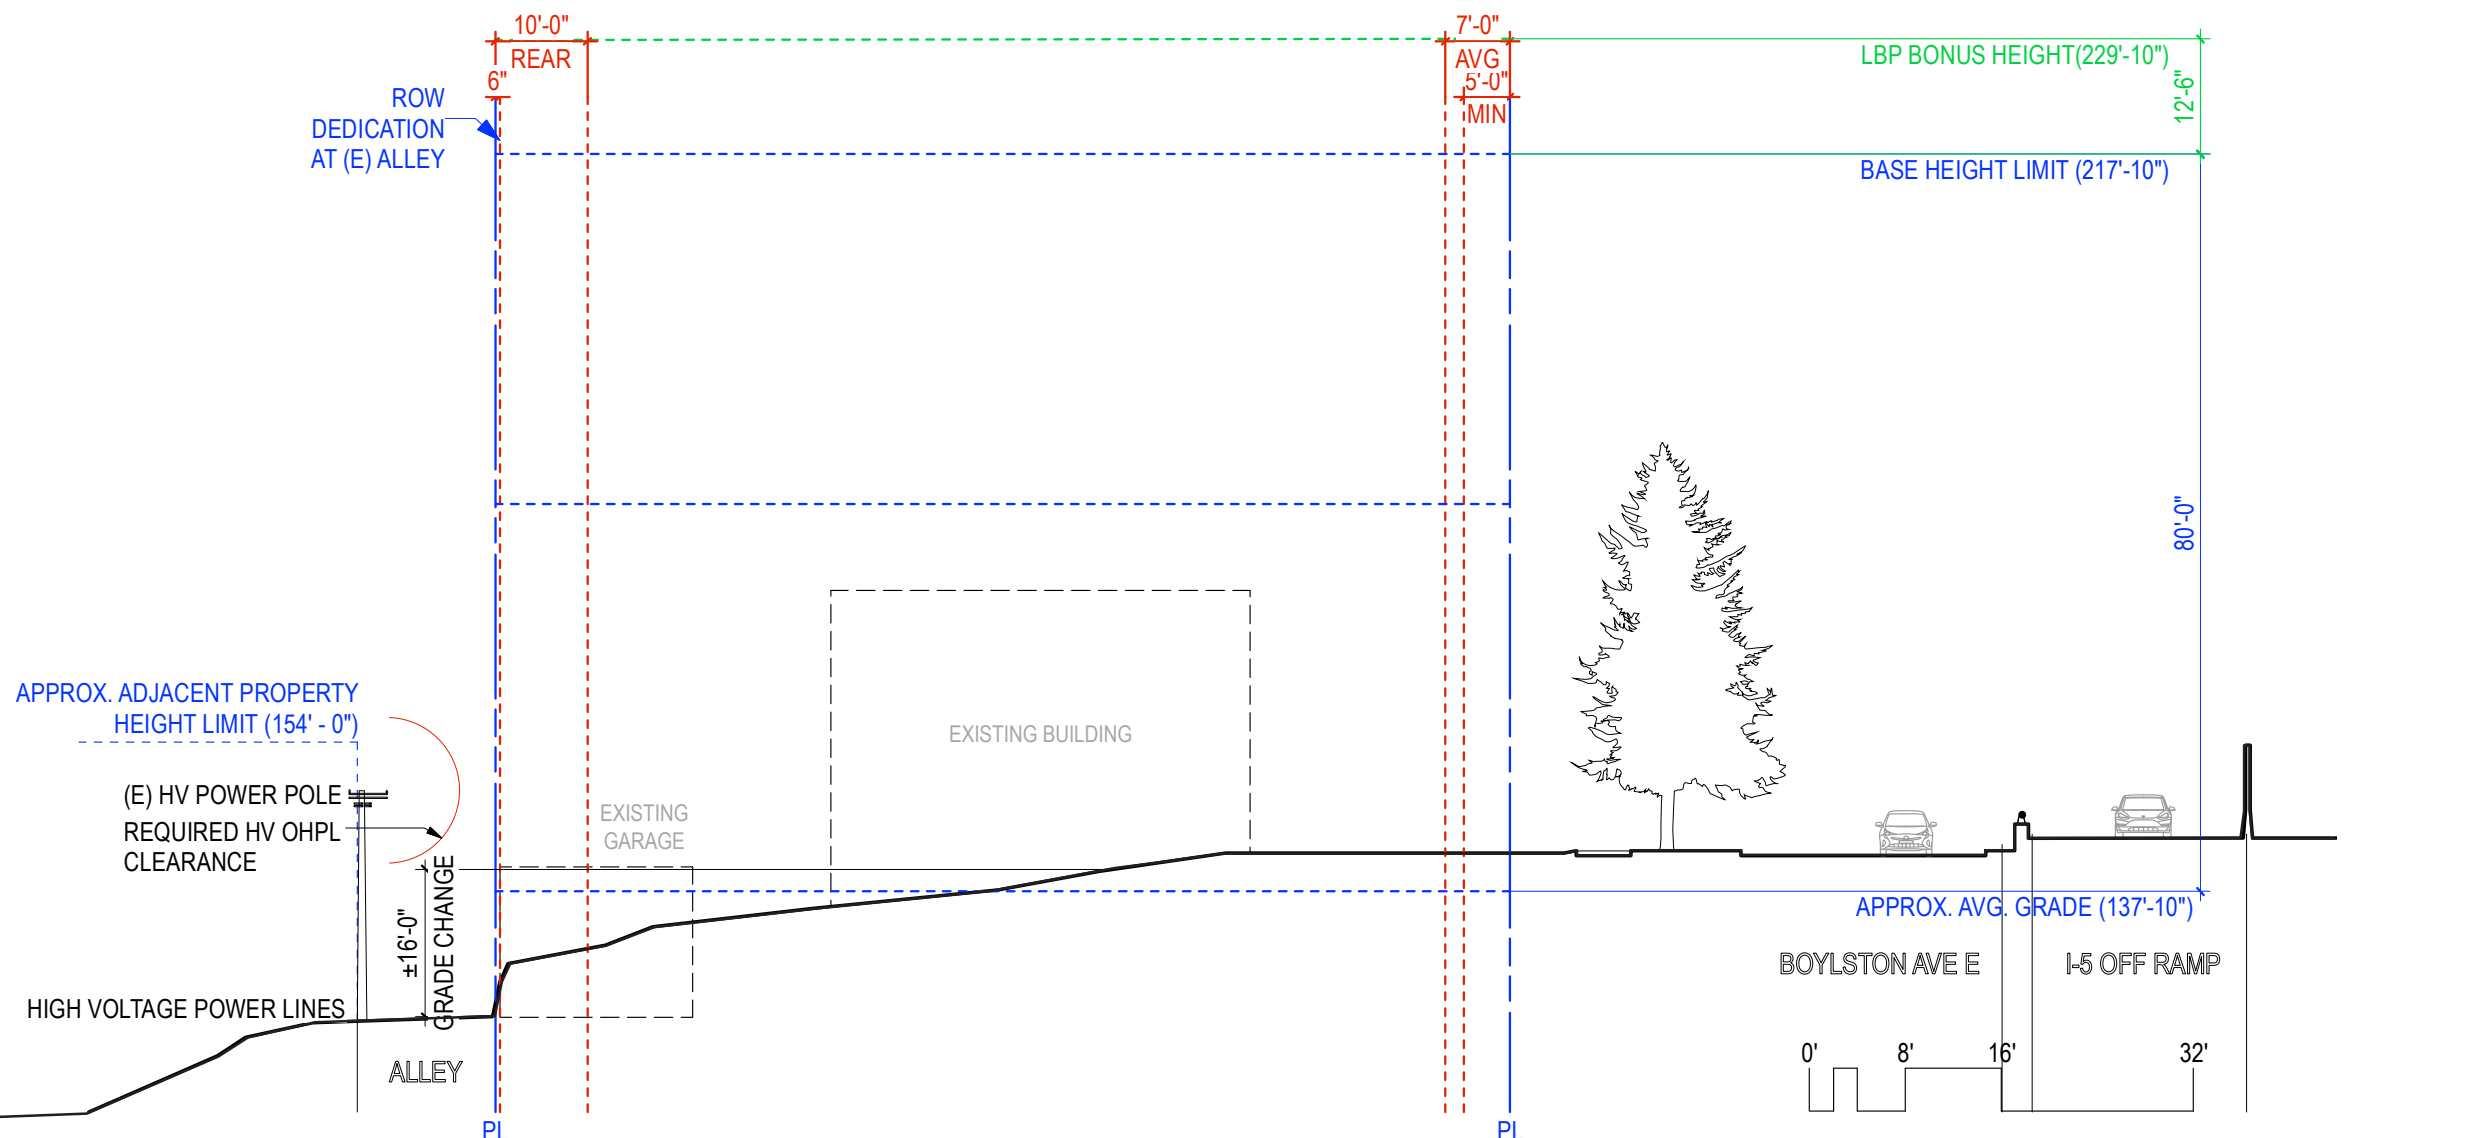 10'-0"
REAR
6"
7'-0"
AVG
5'-0"
MIN
LBP BONUS HEIGHT(229'-10")
12'-6"
ROW
DEDICATION
AT (E) ALLEY
BASE HEIGHT LIMIT (217'-10")
80'-0"
APPROX. ADJACENT PROPERTY
HEIGHT LIMIT (154' - 0")
EXISTING BUILDING
(E) HV POWER POLE
REQUIRED HV OHPL
CLEARANCE
EXISTING
GARAGE
±16'-0"
GRADE CHANGE
APPROX. AVG. GRADE (137'-10")
BOYLSTON AVE E
I-5 OFF RAMP
HIGH VOLTAGE POWER LINES
ALLEY
0'
8'
16'
32'
PL
PL